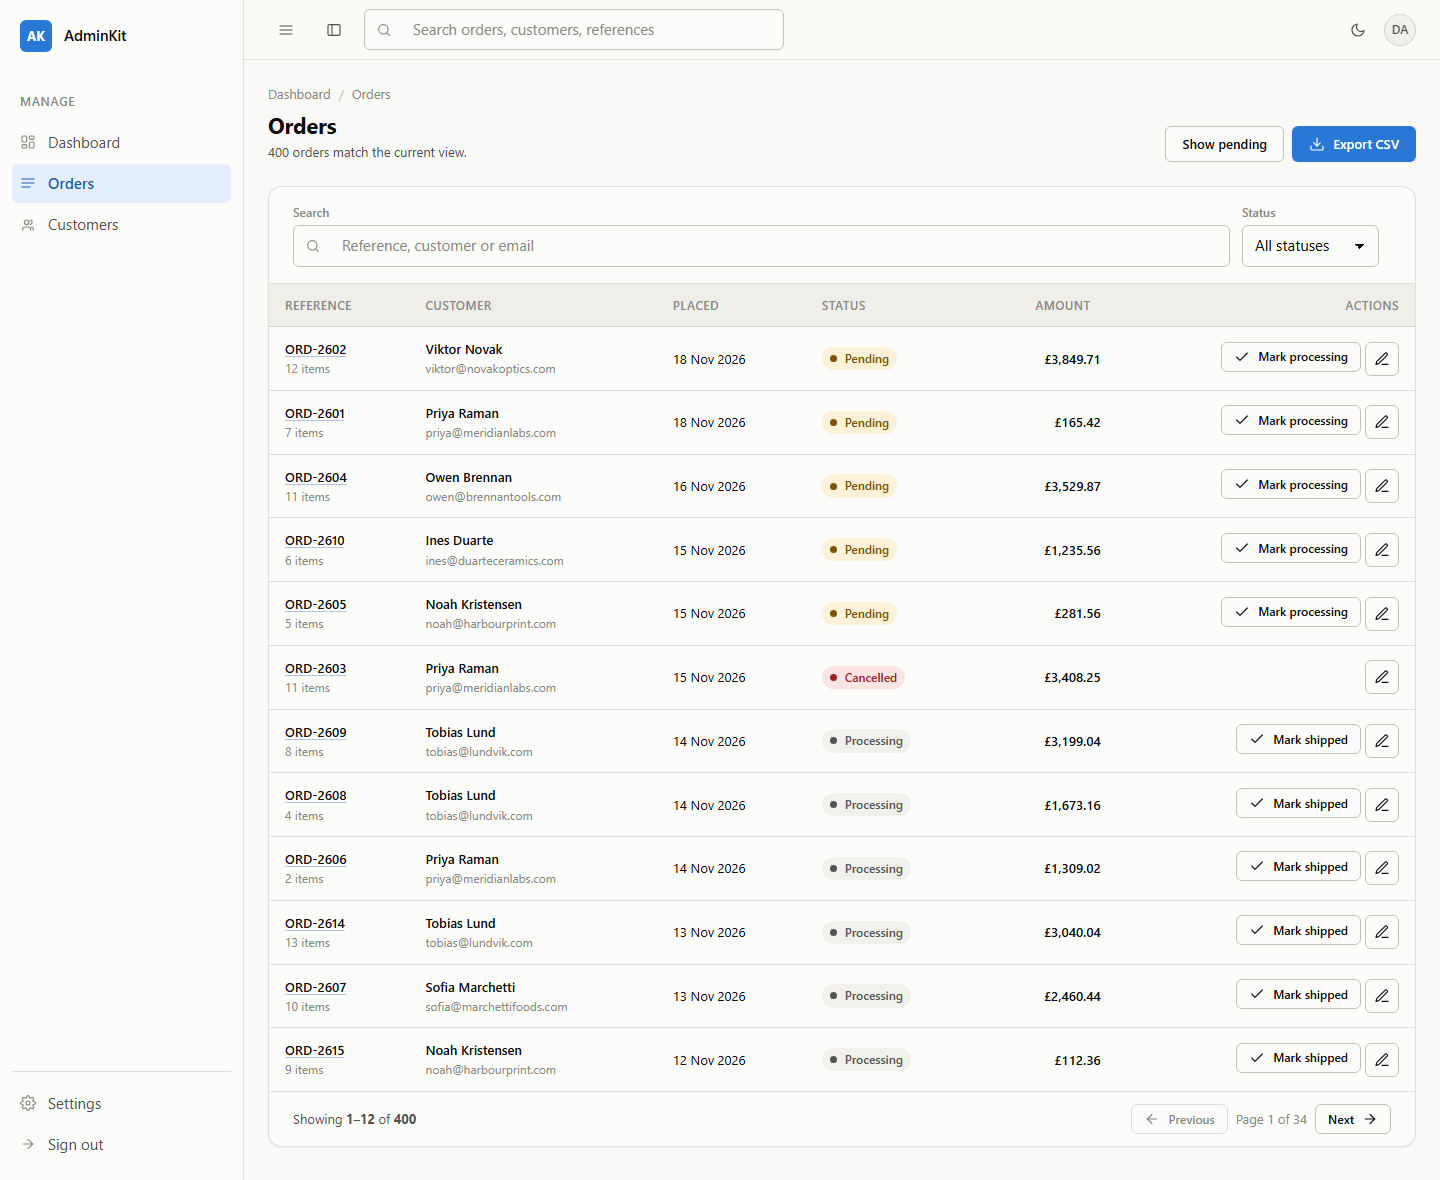 AK AdminKit
Search orders, customers, references
DA
MANAGE
Dashboard
Orders
Customers
Settings
Sign out
Dashboard / Orders
Orders
400 orders match the current view.
Show pending
Export CSV
Search
Reference, customer or email
Status
All statuses
REFERENCE CUSTOMER PLACED STATUS AMOUNT ACTIONS
ORD-2602 Viktor Novak 18 Nov 2026 Pending £3,849.71 Mark processing
12 items viktor@novakoptics.com
ORD-2601 Priya Raman 18 Nov 2026 Pending £165.42 Mark processing
7 items priya@meridianlabs.com
ORD-2604 Owen Brennan 16 Nov 2026 Pending £3,529.87 Mark processing
11 items owen@brennantools.com
ORD-2610 Ines Duarte 15 Nov 2026 Pending £1,235.56 Mark processing
6 items ines@duarteceramics.com
ORD-2605 Noah Kristensen 15 Nov 2026 Pending £281.56 Mark processing
5 items noah@harbourprint.com
ORD-2603 Priya Raman 15 Nov 2026 Cancelled £3,408.25
11 items priya@meridianlabs.com
ORD-2609 Tobias Lund 14 Nov 2026 Processing £3,199.04 Mark shipped
8 items tobias@lundvik.com
ORD-2608 Tobias Lund 14 Nov 2026 Processing £1,673.16 Mark shipped
4 items tobias@lundvik.com
ORD-2606 Priya Raman 14 Nov 2026 Processing £1,309.02 Mark shipped
2 items priya@meridianlabs.com
ORD-2614 Tobias Lund 13 Nov 2026 Processing £3,040.04 Mark shipped
13 items tobias@lundvik.com
ORD-2607 Sofia Marchetti 13 Nov 2026 Processing £2,460.44 Mark shipped
10 items sofia@marchettifoods.com
ORD-2615 Noah Kristensen 12 Nov 2026 Processing £112.36 Mark shipped
9 items noah@harbourprint.com
Showing 1–12 of 400
Previous Page 1 of 34 Next